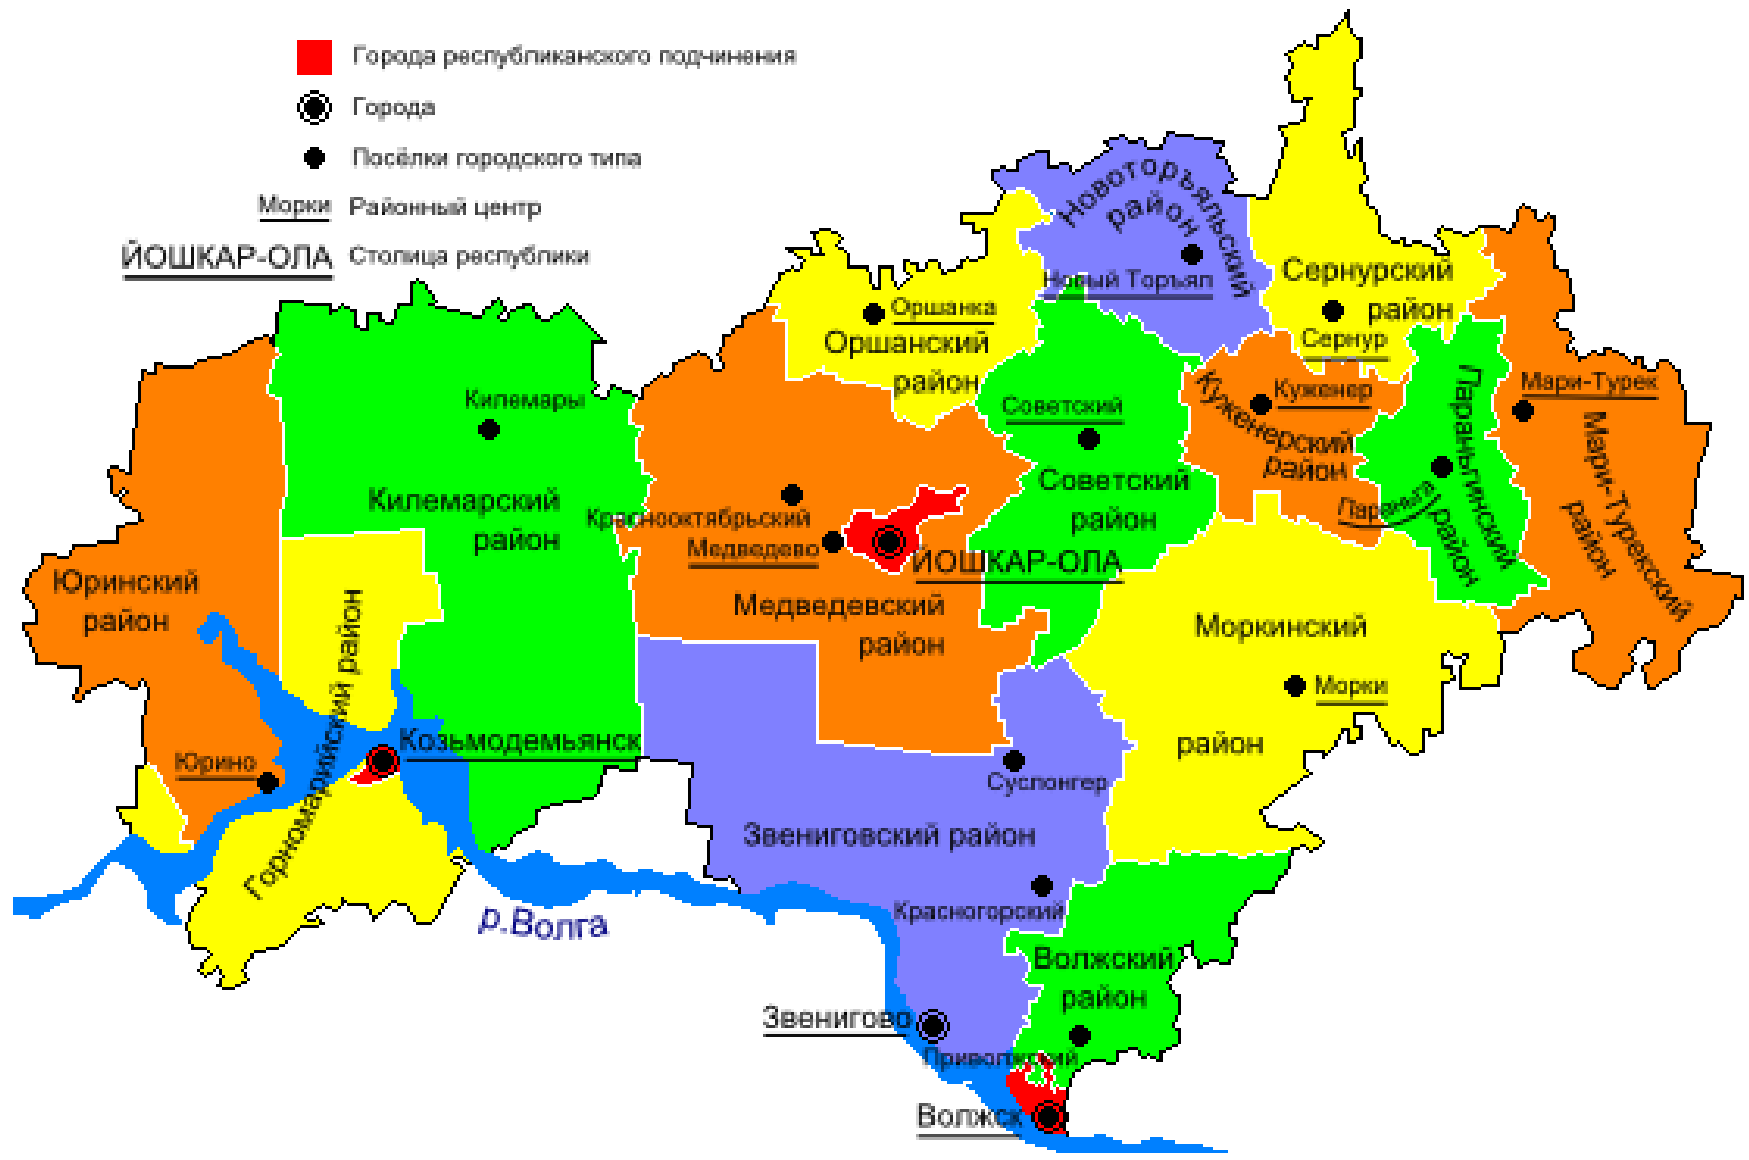 Города республиканского подчинения
Города
Посёлки городского типа
Морки Районный центр
ЙОШКАР-ОЛА Столица республики
Новоторъяльский
район
Новый Торъял
Сернурский
район
Сернур
Оршанка
Оршанский
район
Килемары
Килемарский
район
Советский
Советский
район
Куженер
Куженерский
район
Параньгинский
район
Параньга
Мари-Турек
Мари-Турекский
район
Краснооктябрьский
Медведево
ЙОШКАР-ОЛА
Медведевский
район
Юринский
район
Юрино
Горномарийский район
Козьмодемьянск
Моркинский
район
Морки
Суслонгер
Звениговский район
Красногорский
Звенигово
р.Волга
Волжский
район
Приволжский
Волжск